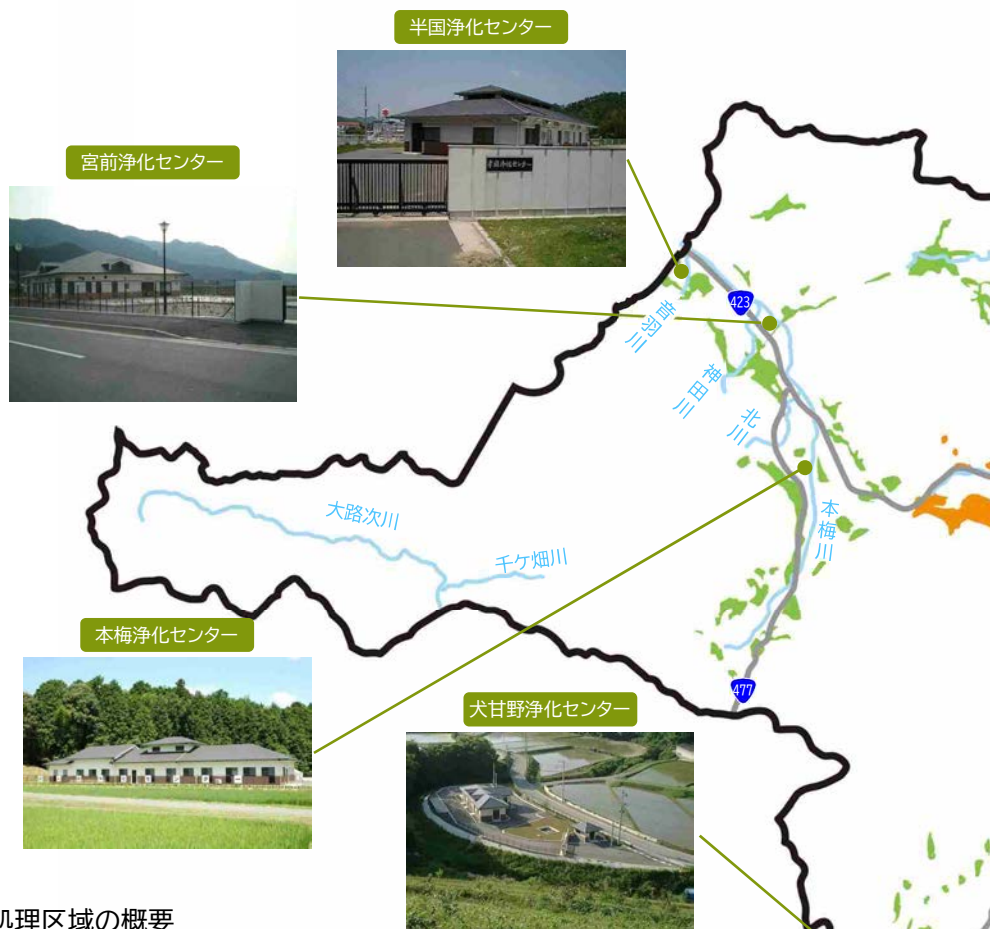 半国浄化センター
宮前浄化センター
423
音羽川
神田川
北川
大路次川
千ケ畑川
本梅川
本梅浄化センター
477
犬甘野浄化センター
処理区域の概要